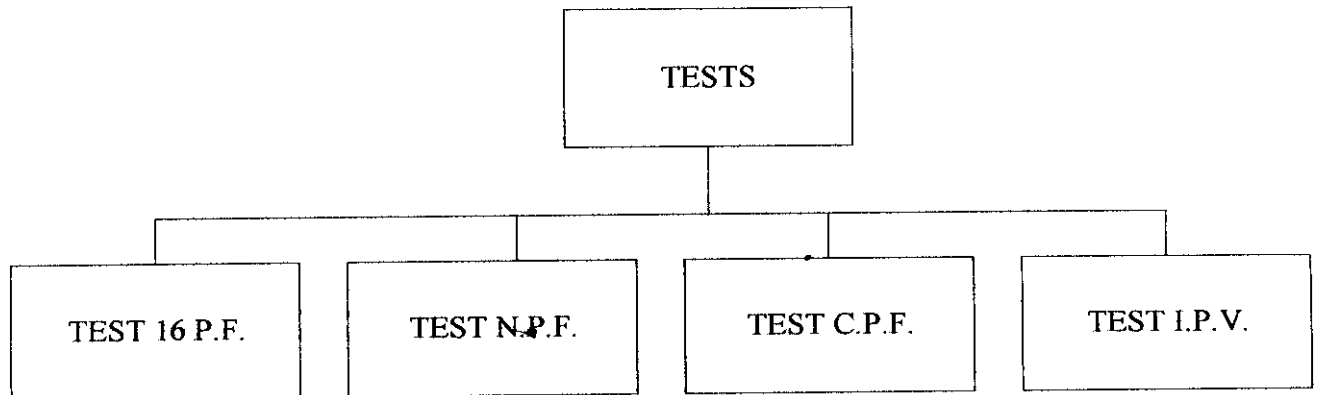 TESTS
TEST 16 P.F.
TEST N.P.F.
TEST C.P.F.
TEST I.P.V.